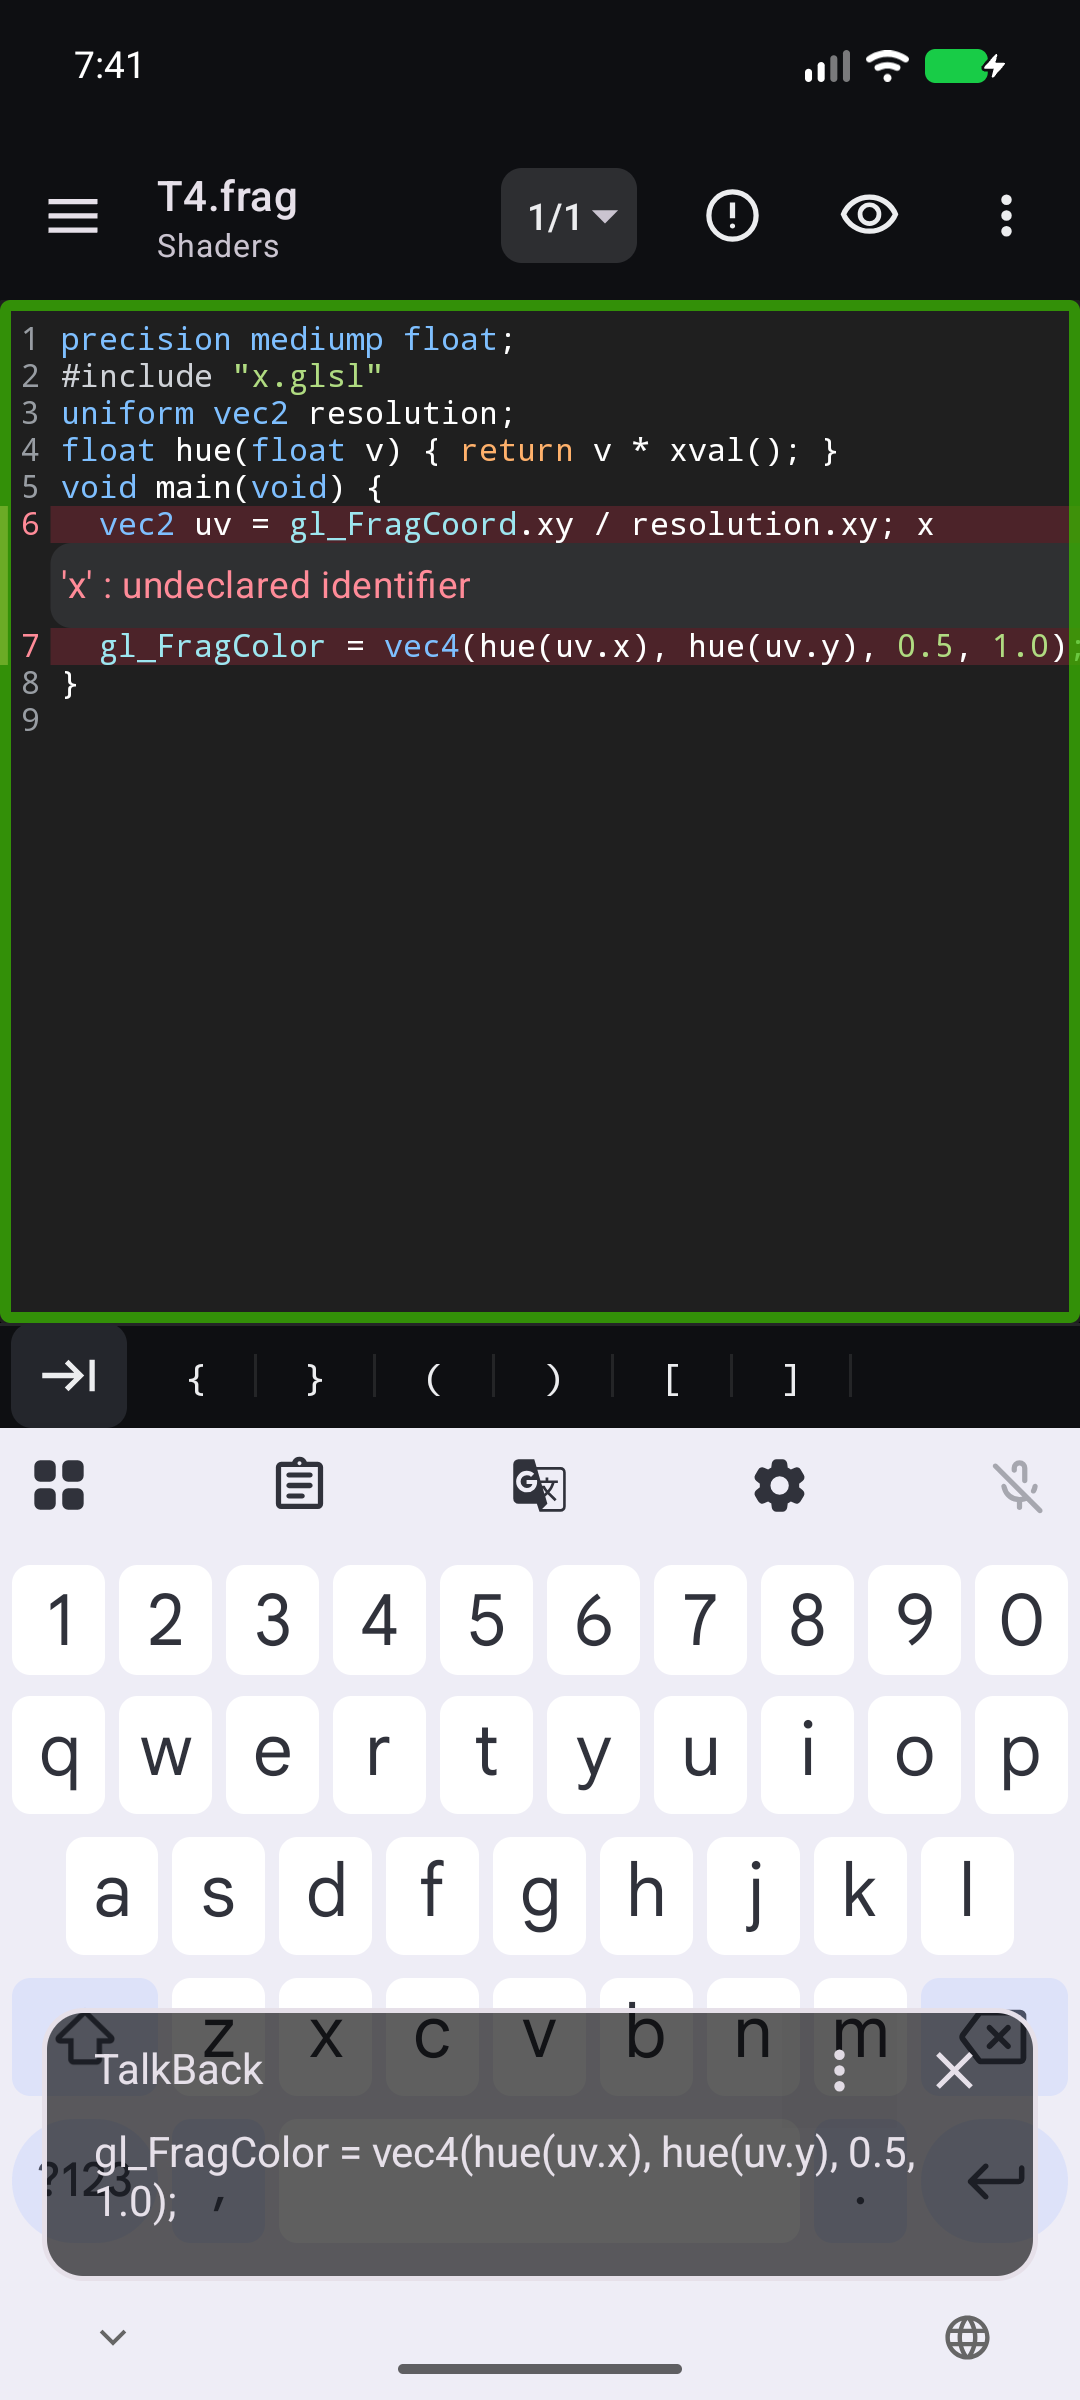 7:41
T4.frag
Shaders
1/1
1 precision mediump float;
2 #include "x.glsl"
3 uniform vec2 resolution;
4 float hue(float v) { return v * xval(); }
5 void main(void) {
6   vec2 uv = gl_FragCoord.xy / resolution.xy; x
'x' : undeclared identifier
7   gl_FragColor = vec4(hue(uv.x), hue(uv.y), 0.5, 1.0);
8 }
9
{ } ( ) [ ]
1 2 3 4 5 6 7 8 9 0
q w e r t y u i o p
a s d f g h j k l
z x c v b n m
TalkBack
gl_FragColor = vec4(hue(uv.x), hue(uv.y), 0.5,
1.0);
?123 , .